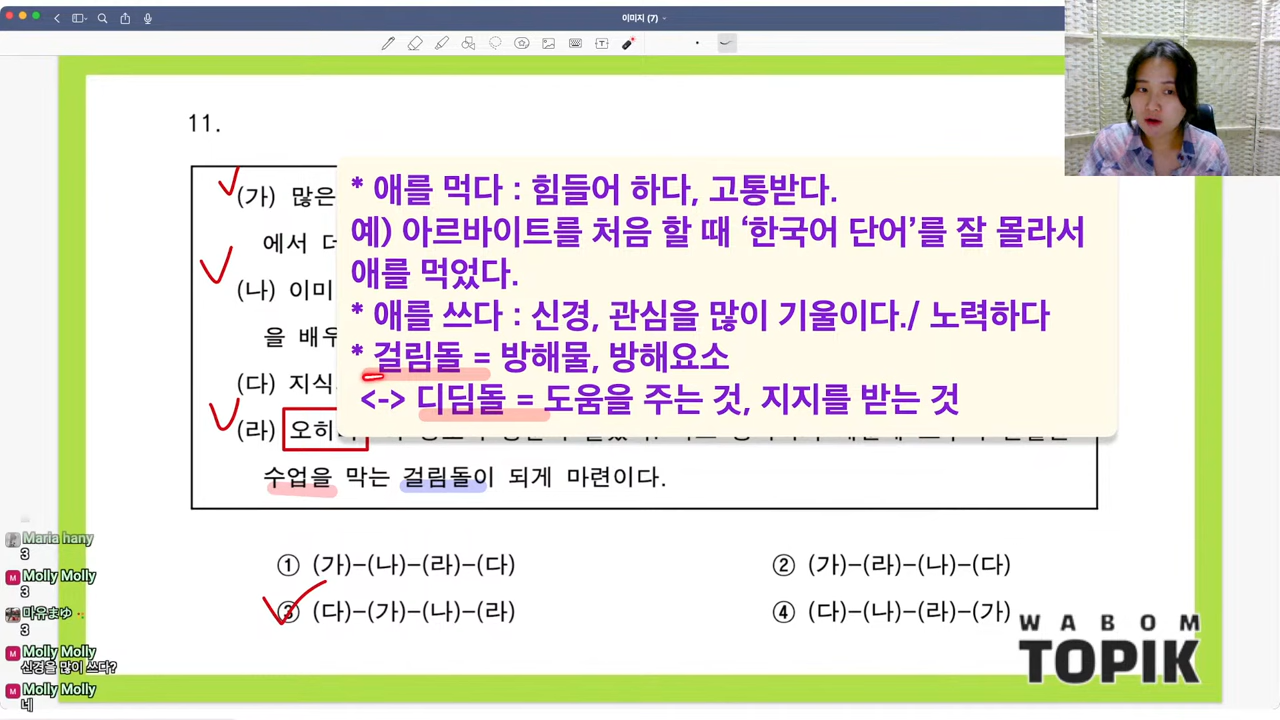 이미지 (7)
11.
(가) 많은
에서 더
(나) 이미
을 배우
(다) 지식
(라) 오히
수업을 막는 걸림돌이 되게 마련이다.
* 애를 먹다 : 힘들어 하다, 고통받다.
예) 아르바이트를 처음 할 때 ‘한국어 단어’를 잘 몰라서
애를 먹었다.
* 애를 쓰다 : 신경, 관심을 많이 기울이다./ 노력하다
* 걸림돌 = 방해물, 방해요소
<-> 디딤돌 = 도움을 주는 것, 지지를 받는 것
① (가)-(나)-(라)-(다)
② (가)-(라)-(나)-(다)
③ (다)-(가)-(나)-(라)
④ (다)-(나)-(라)-(가)
Maria hany
3
Molly Molly
3
마유まゆ
3
Molly Molly
신경을 많이 쓰다?
Molly Molly
네
WABOM
TOPIK